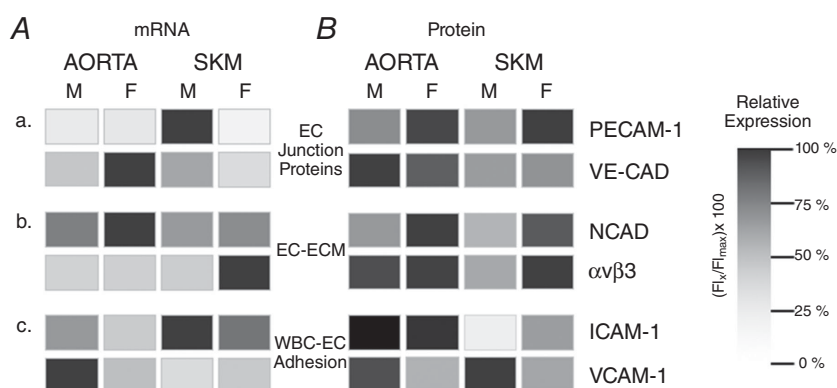 A mRNA B Protein
AORTA SKM AORTA SKM
M F M F M F M F
Relative
Expression
a. EC
Junction
Proteins
PECAM-1
VE-CAD
b. EC-ECM
NCAD
αvβ3
c. WBC-EC
Adhesion
ICAM-1
VCAM-1
(FIx/FImax)x 100
100 %
75 %
50 %
25 %
0 %